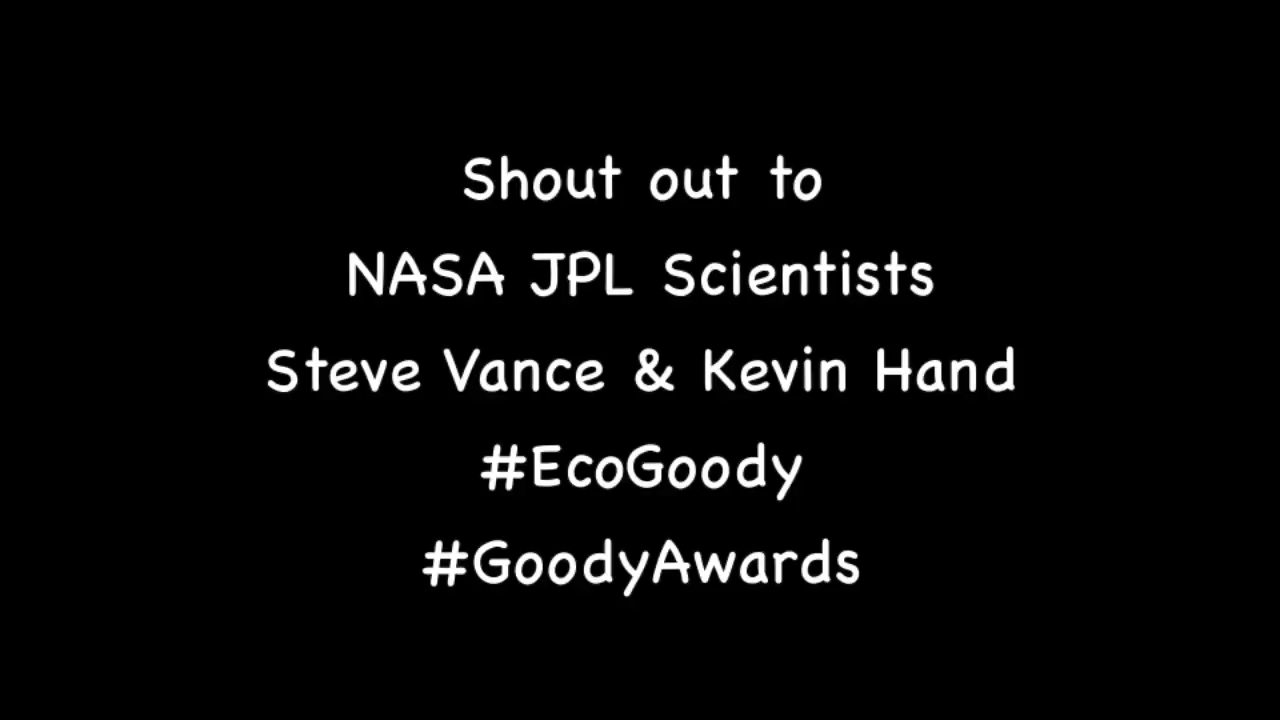 Shout out to
NASA JPL Scientists
Steve Vance & Kevin Hand
#EcoGoody
#GoodyAwards